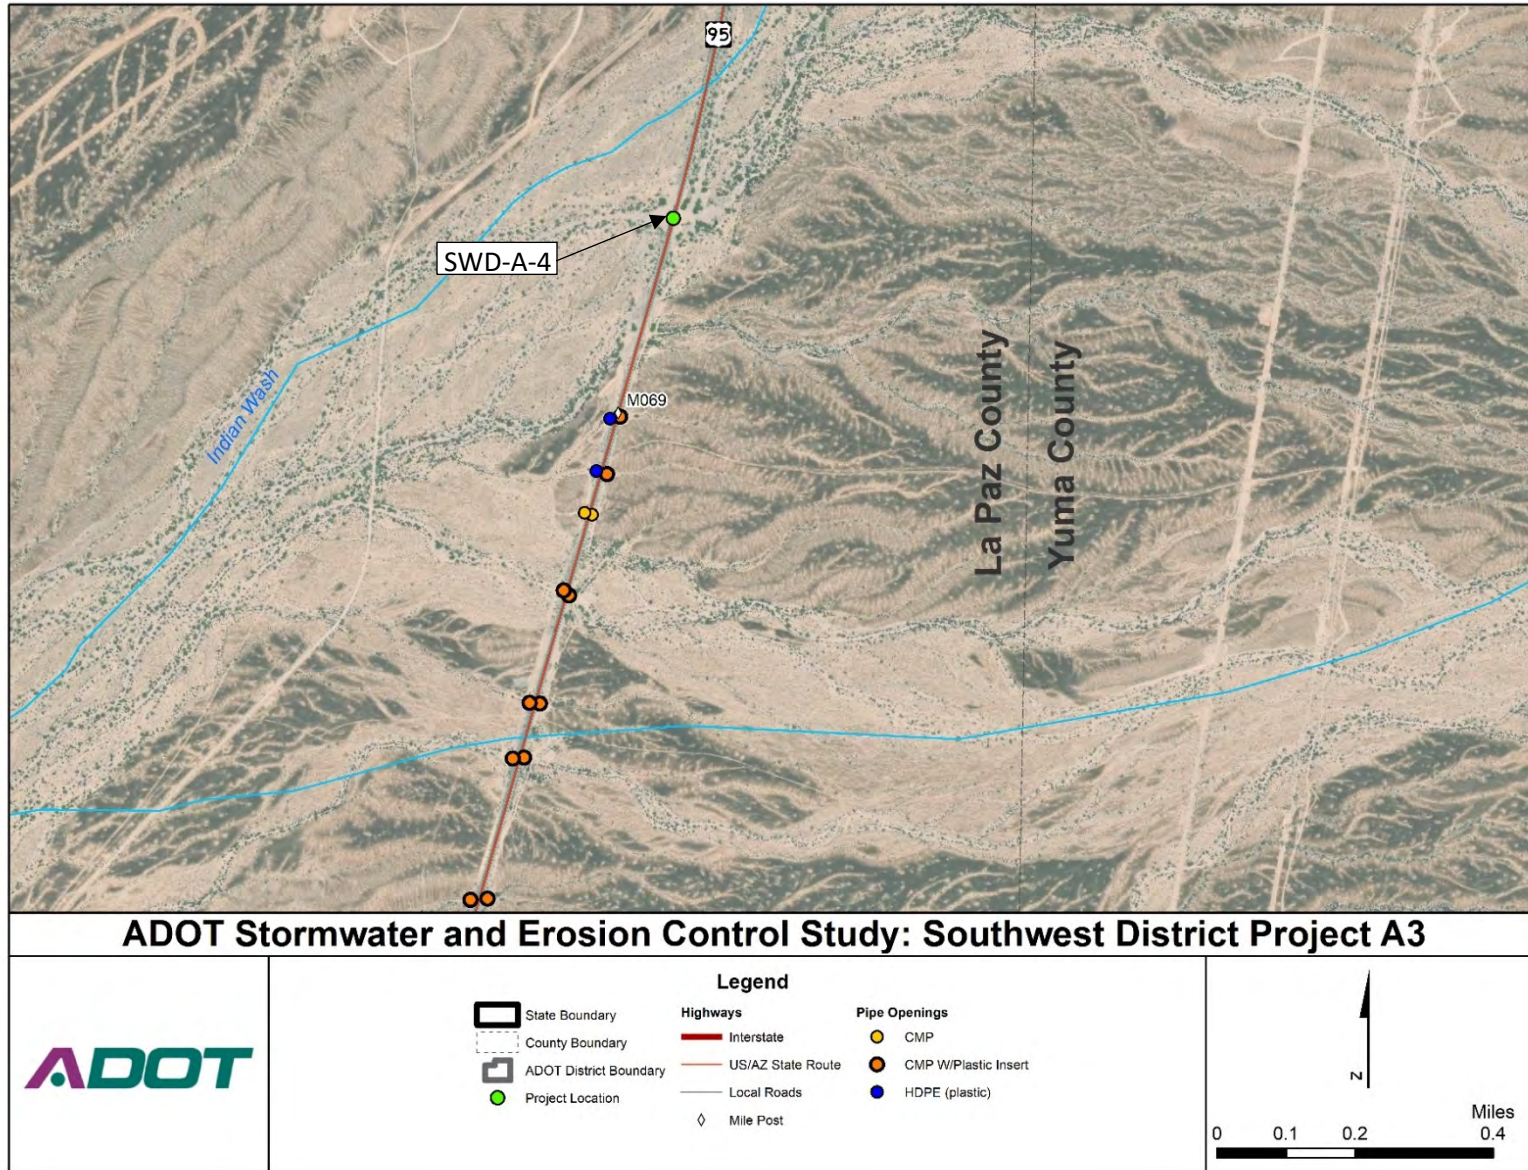 95
SWD-A-4
Indian Wash
M069
La Paz County
Yuma County
ADOT Stormwater and Erosion Control Study: Southwest District Project A3
ADOT
Legend
State Boundary
County Boundary
ADOT District Boundary
Project Location
Highways
Interstate
US/AZ State Route
Local Roads
Mile Post
Pipe Openings
CMP
CMP W/Plastic Insert
HDPE (plastic)
N
Miles
0 0.1 0.2 0.4